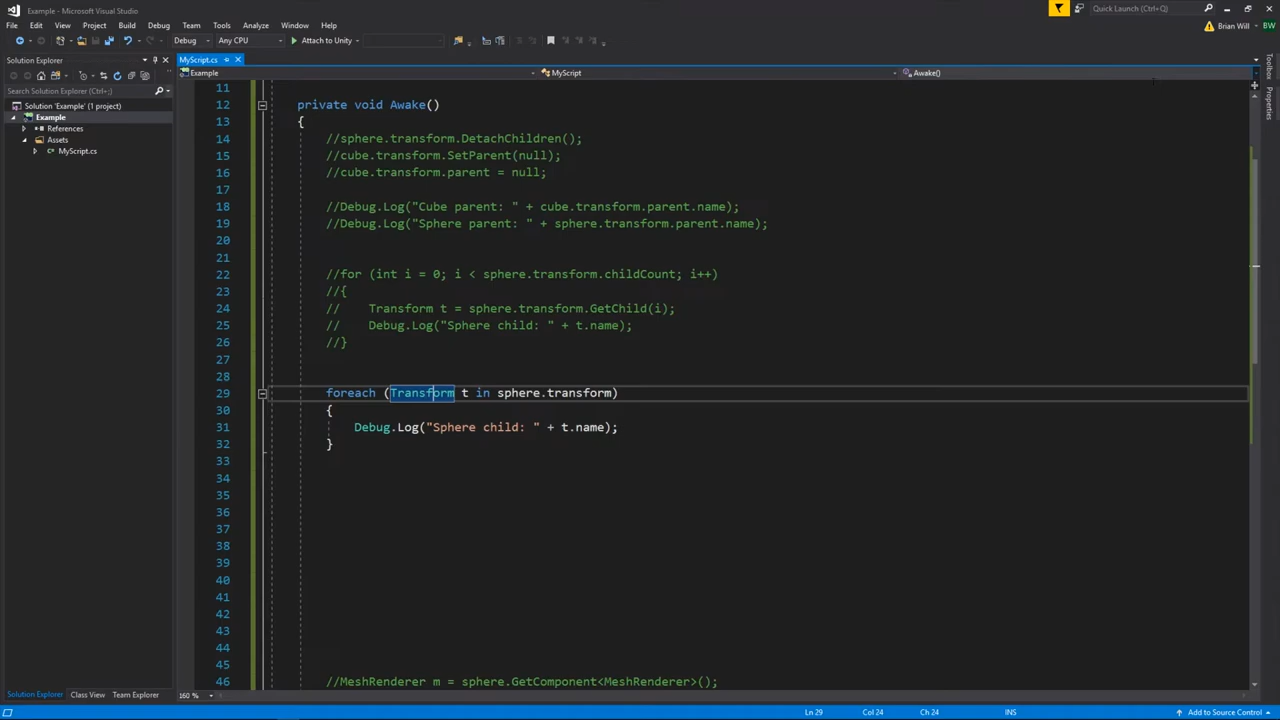 Example - Microsoft Visual Studio
Quick Launch (Ctrl+Q)
File Edit View Project Build Debug Team Tools Test Analyze Window Help
Brian Will BW
Debug Any CPU Attach to Unity
Solution Explorer
MyScript.cs
Example MyScript Awake()
Search Solution Explorer (Ctrl+;)
Solution 'Example' (1 project)
Example
References
Assets
MyScript.cs
11
12 private void Awake()
13 {
14 //sphere.transform.DetachChildren();
15 //cube.transform.SetParent(null);
16 //cube.transform.parent = null;
17
18 //Debug.Log("Cube parent: " + cube.transform.parent.name);
19 //Debug.Log("Sphere parent: " + sphere.transform.parent.name);
20
21
22 //for (int i = 0; i < sphere.transform.childCount; i++)
23 //{
24 // Transform t = sphere.transform.GetChild(i);
25 // Debug.Log("Sphere child: " + t.name);
26 //}
27
28
29 foreach (Transform t in sphere.transform)
30 {
31 Debug.Log("Sphere child: " + t.name);
32 }
33
34
35
36
37
38
39
40
41
42
43
44
45
46 //MeshRenderer m = sphere.GetComponent<MeshRenderer>();
Toolbox
Properties
Solution Explorer Class View Team Explorer
160 %
Ln 29 Col 24 Ch 24 INS Add to Source Control